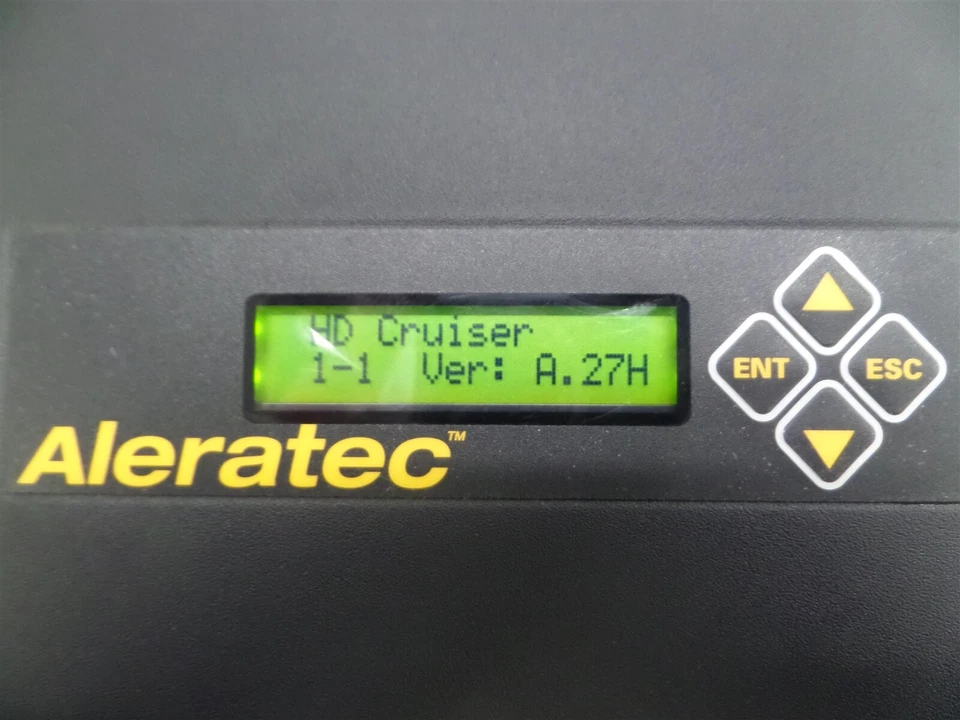 HD Cruiser
1-1 Ver: A.27H
ENT
ESC
Aleratec™